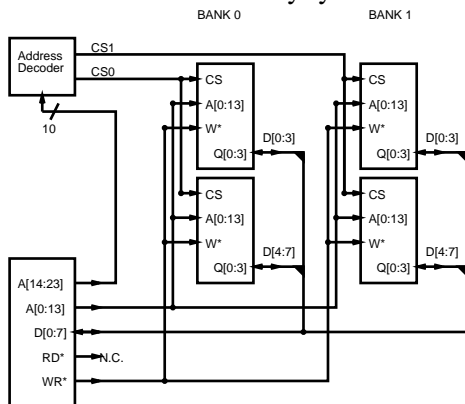 BANK 0
BANK 1
Address
Decoder
CS1
CS0
10
CS
A[0:13]
W*
Q[0:3]
D[0:3]
CS
A[0:13]
W*
Q[0:3]
D[4:7]
CS
A[0:13]
W*
Q[0:3]
D[0:3]
CS
A[0:13]
W*
Q[0:3]
D[4:7]
A[14:23]
A[0:13]
D[0:7]
RD*
N.C.
WR*